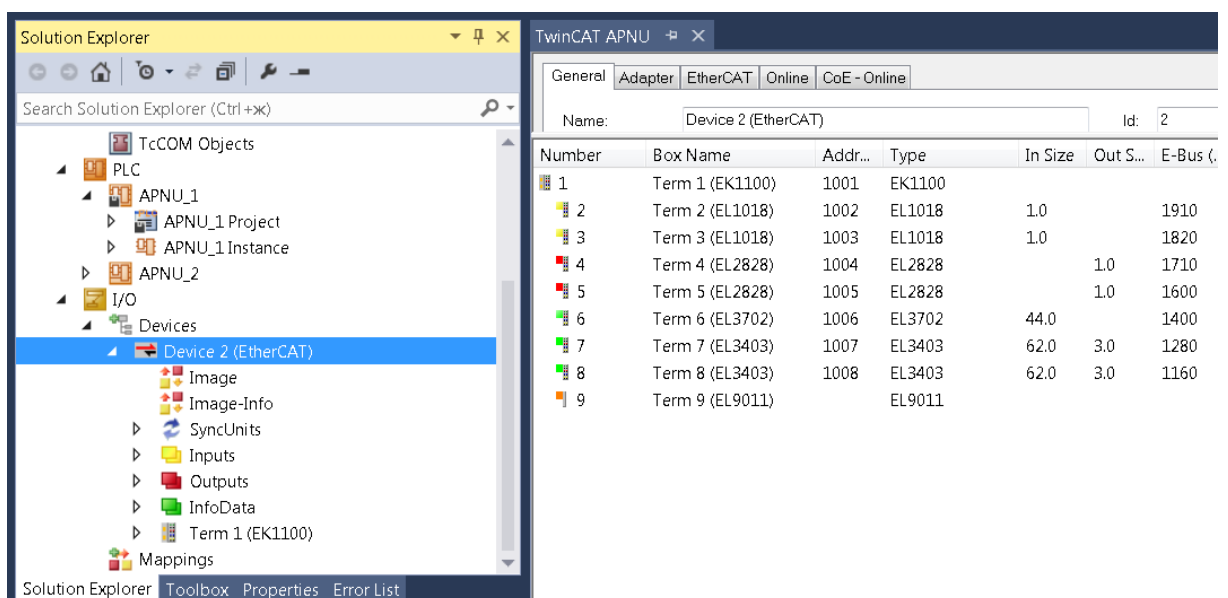 Solution Explorer
Search Solution Explorer (Ctrl+ж)
TcCOM Objects
PLC
APNU_1
APNU_1 Project
APNU_1 Instance
APNU_2
I/O
Devices
Device 2 (EtherCAT)
Image
Image-Info
SyncUnits
Inputs
Outputs
InfoData
Term 1 (EK1100)
Mappings
Solution Explorer Toolbox Properties Error List
TwinCAT APNU
General Adapter EtherCAT Online CoE - Online
Name: Device 2 (EtherCAT) Id: 2
Number Box Name Addr... Type In Size Out S... E-Bus (.
1 Term 1 (EK1100) 1001 EK1100
2 Term 2 (EL1018) 1002 EL1018 1.0 1910
3 Term 3 (EL1018) 1003 EL1018 1.0 1820
4 Term 4 (EL2828) 1004 EL2828 1.0 1710
5 Term 5 (EL2828) 1005 EL2828 1.0 1600
6 Term 6 (EL3702) 1006 EL3702 44.0 1400
7 Term 7 (EL3403) 1007 EL3403 62.0 3.0 1280
8 Term 8 (EL3403) 1008 EL3403 62.0 3.0 1160
9 Term 9 (EL9011) EL9011